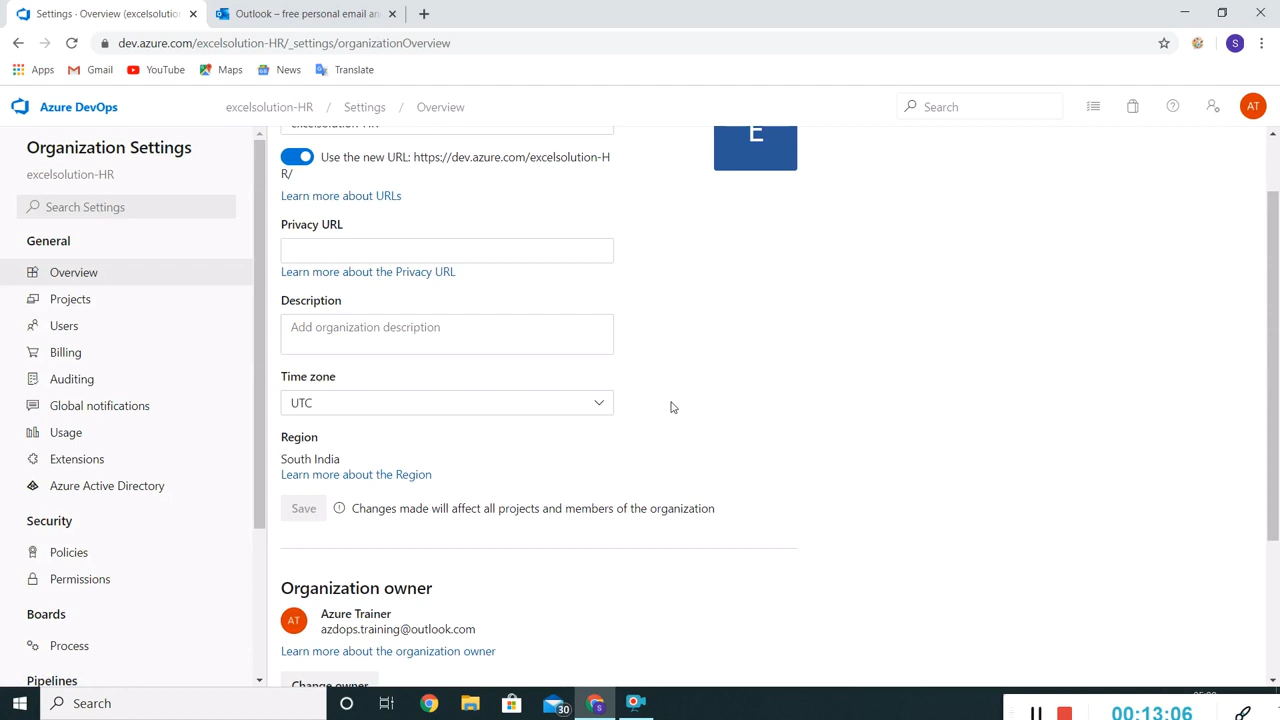 Settings - Overview (excelsolution
Outlook – free personal email an
dev.azure.com/excelsolution-HR/_settings/organizationOverview
S
Apps
Gmail
YouTube
Maps
News
Translate
Azure DevOps
excelsolution-HR / Settings / Overview
Search
AT
Organization Settings
excelsolution-HR
Search Settings
General
Overview
Projects
Users
Billing
Auditing
Global notifications
Usage
Extensions
Azure Active Directory
Security
Policies
Permissions
Boards
Process
Pipelines
excelsolution-HR
E
Use the new URL: https://dev.azure.com/excelsolution-H
R/
Learn more about URLs
Privacy URL
Learn more about the Privacy URL
Description
Add organization description
Time zone
UTC
Region
South India
Learn more about the Region
Save
Changes made will affect all projects and members of the organization
Organization owner
AT
Azure Trainer
azdops.training@outlook.com
Learn more about the organization owner
Change owner
Search
30
S
00:13:06